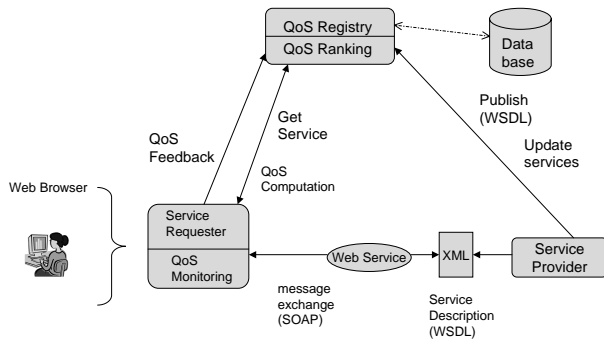 QoS Registry
QoS Ranking
Data
base
Publish
(WSDL)
Get
Service
QoS
Feedback
Update
services
QoS
Computation
Web Browser
Service
Requester
QoS
Monitoring
Web Service
XML
Service
Provider
message
exchange
(SOAP)
Service
Description
(WSDL)